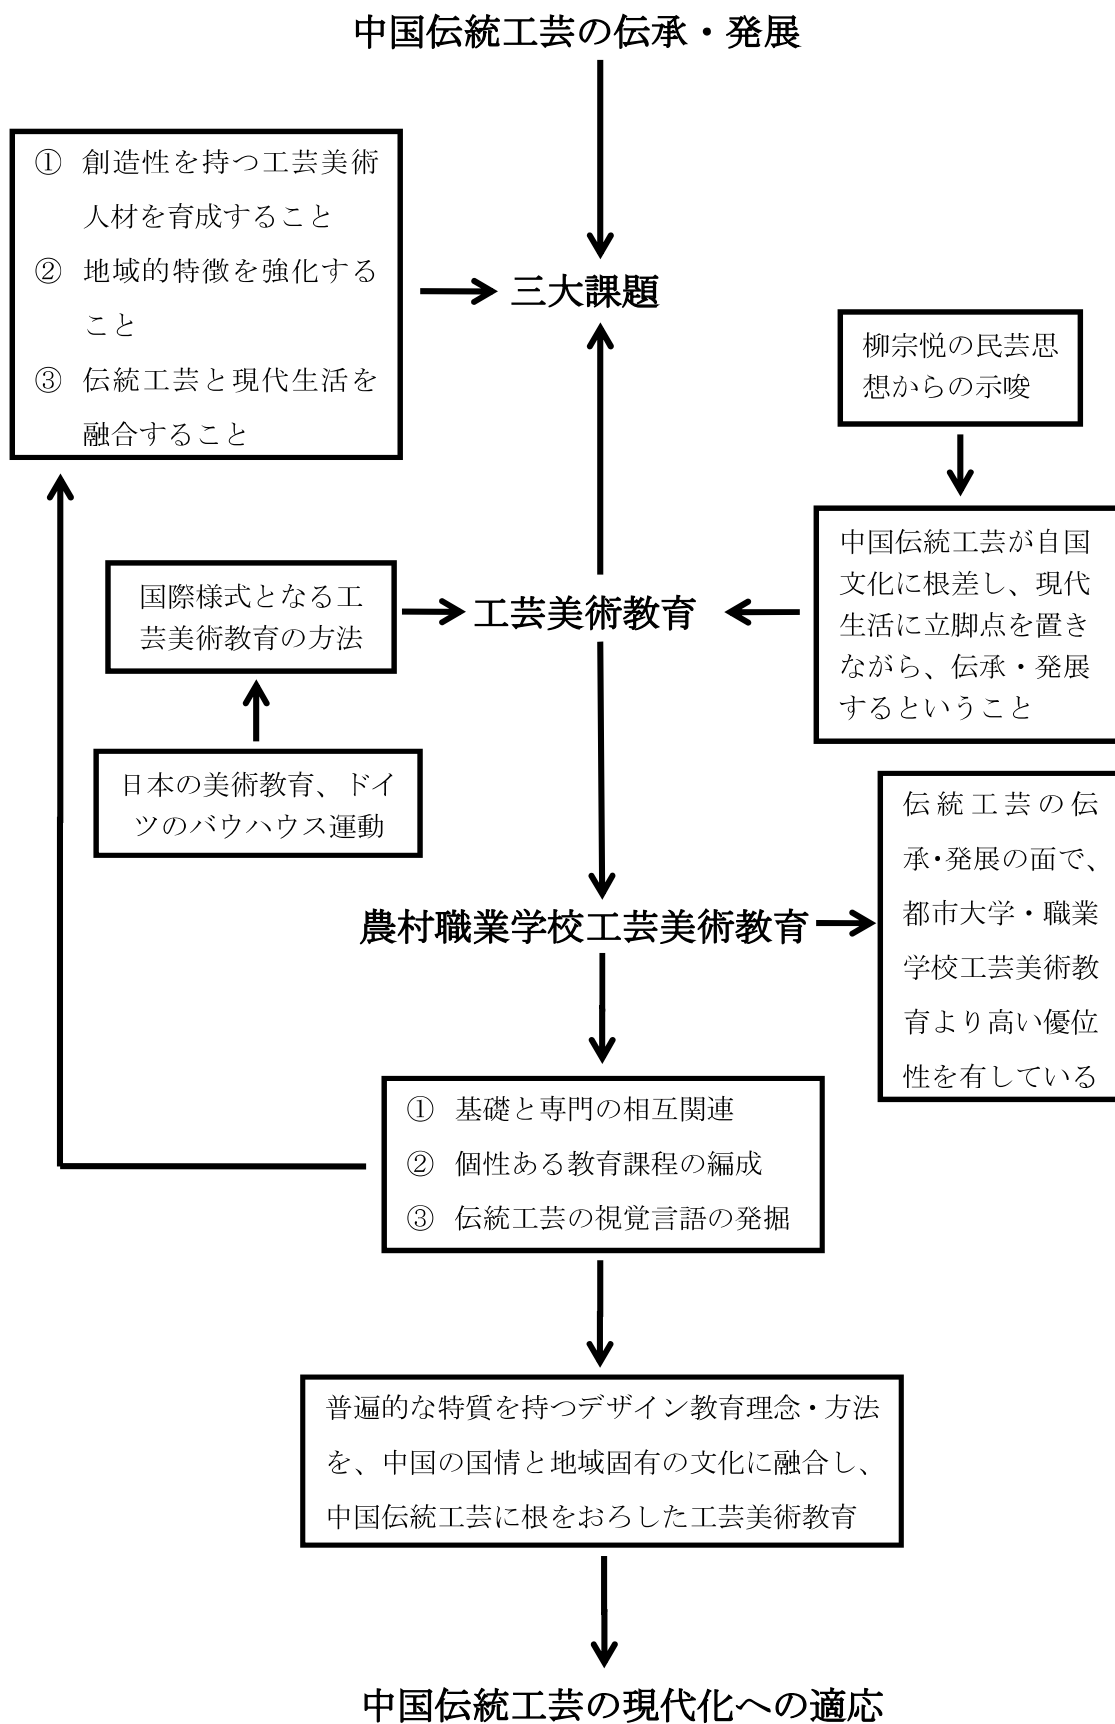 中国伝統工芸の伝承・発展
① 創造性を持つ工芸美術
人材を育成すること
② 地域的特徴を強化する
こと
③ 伝統工芸と現代生活を
融合すること
三大課題
柳宗悦の民芸思
想からの示唆
中国伝統工芸が自国
文化に根差し、現代
生活に立脚点を置き
ながら、伝承・発展
するということ
国際様式となる工
芸美術教育の方法
工芸美術教育
日本の美術教育、ドイ
ツのバウハウス運動
伝統工芸の伝
承・発展の面で、
都市大学・職業
学校工芸美術教
育より高い優位
性を有している
農村職業学校工芸美術教育
① 基礎と専門の相互関連
② 個性ある教育課程の編成
③ 伝統工芸の視覚言語の発掘
普遍的な特質を持つデザイン教育理念・方法
を、中国の国情と地域固有の文化に融合し、
中国伝統工芸に根をおろした工芸美術教育
中国伝統工芸の現代化への適応